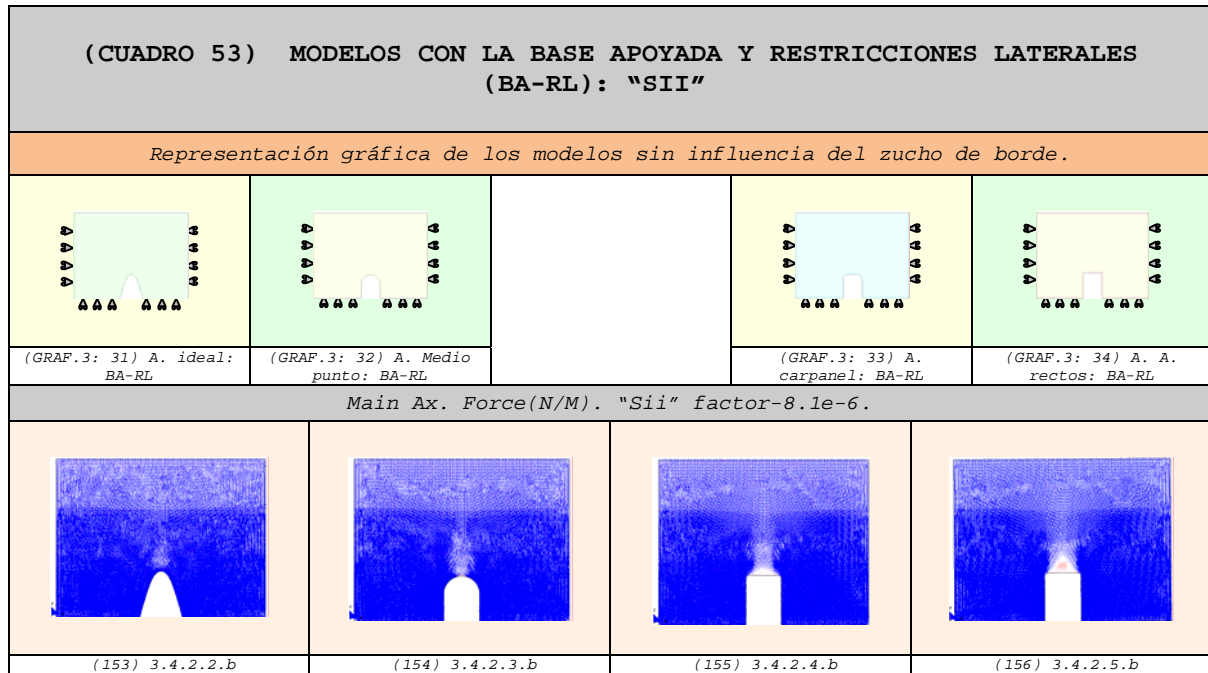 (CUADRO 53) MODELOS CON LA BASE APOYADA Y RESTRICCIONES LATERALES
(BA-RL): “SII”
Representación gráfica de los modelos sin influencia del zucho de borde.
(GRAF.3: 31) A. ideal:
BA-RL
(GRAF.3: 32) A. Medio
punto: BA-RL
(GRAF.3: 33) A.
carpanel: BA-RL
(GRAF.3: 34) A. A.
rectos: BA-RL
Main Ax. Force(N/M). “Sii” factor-8.1e-6.
(153) 3.4.2.2.b
(154) 3.4.2.3.b
(155) 3.4.2.4.b
(156) 3.4.2.5.b